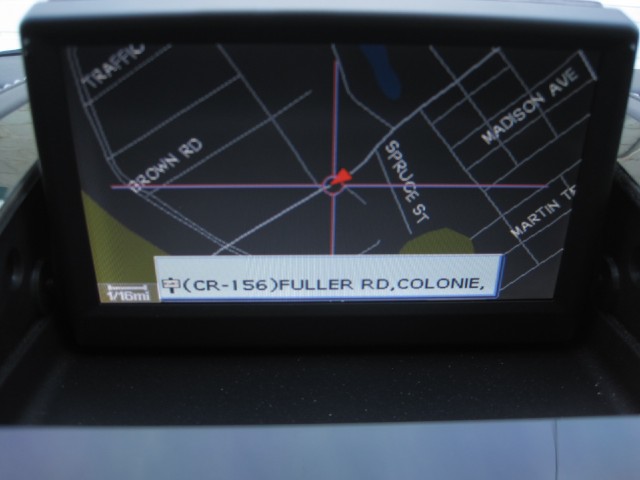 TRAFFIC
BROWN RD
SPRUCE ST
MADISON AVE
MARTIN TE
1/16mi
(CR-156)FULLER RD,COLONIE,